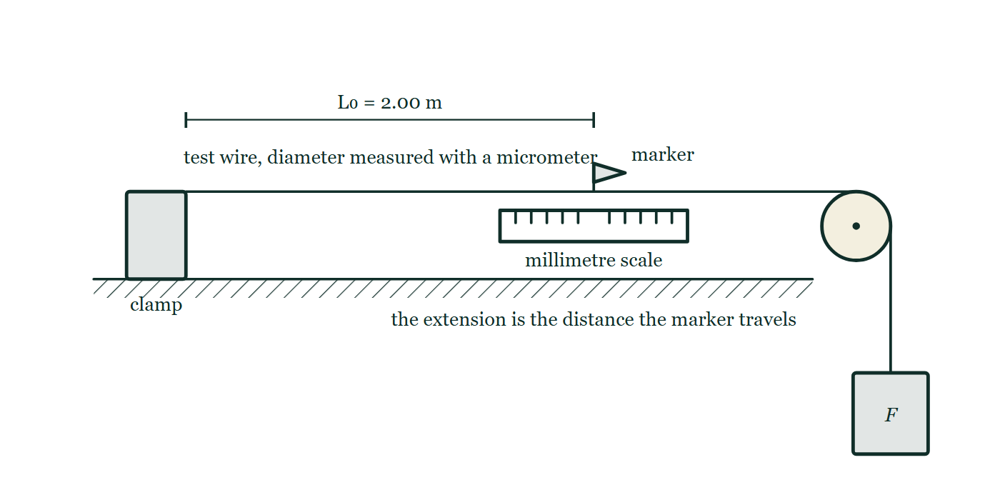 L₀ = 2.00 m
test wire, diameter measured with a micrometer
marker
millimetre scale
clamp
the extension is the distance the marker travels
F